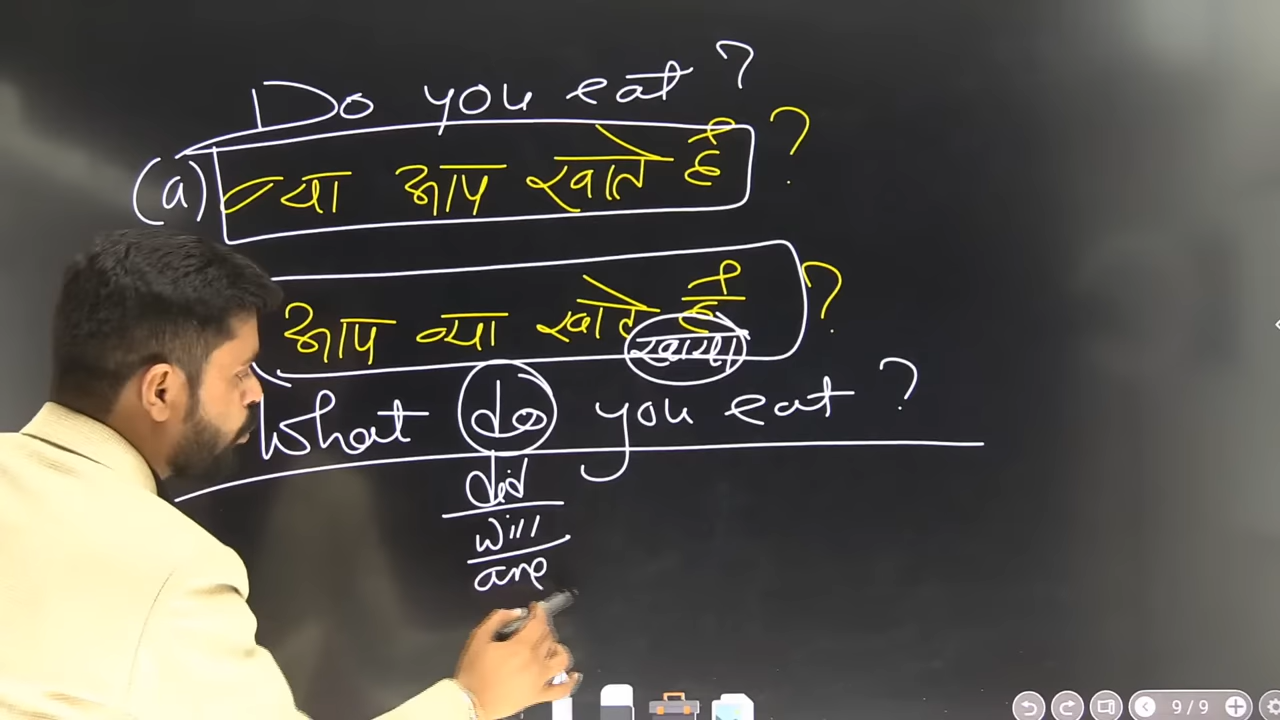 Do you eat ?
(a) क्या आप खाते हैं ?
आप क्या खाते हैं ?
खाया
What do you eat ?
did
will
are
9/9